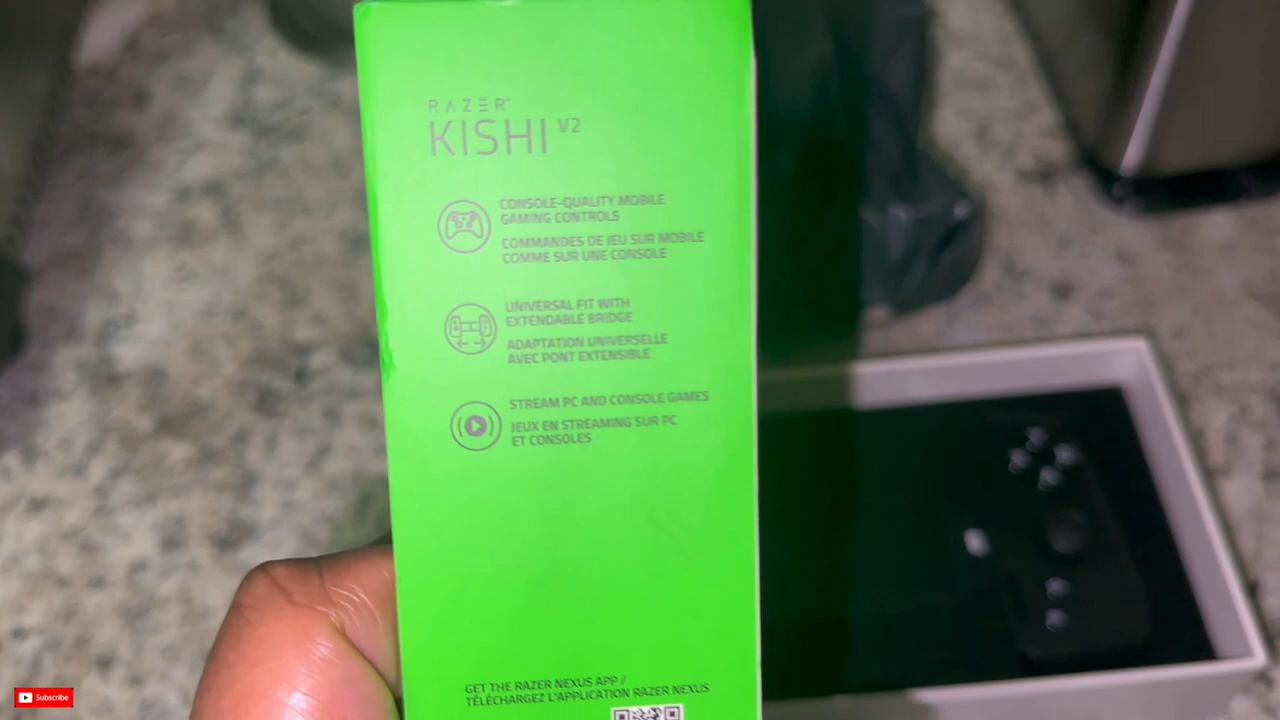 RAZER™
KISHI V2
CONSOLE-QUALITY MOBILE
GAMING CONTROLS
COMMANDES DE JEU SUR MOBILE
COMME SUR UNE CONSOLE
UNIVERSAL FIT WITH
EXTENDABLE BRIDGE
ADAPTATION UNIVERSELLE
AVEC PONT EXTENSIBLE
STREAM PC AND CONSOLE GAMES
JEUX EN STREAMING SUR PC
ET CONSOLES
GET THE RAZER NEXUS APP /
TÉLÉCHARGEZ L'APPLICATION RAZER NEXUS
Subscribe